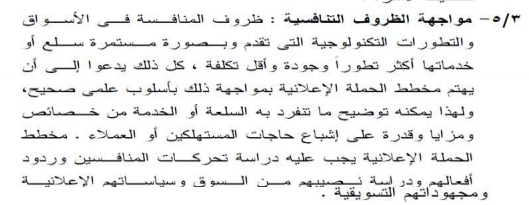 ٥/٣- مواجهة الظروف التنافسية : ظروف المنافسة فى الأسواق
والتطورات التكنولوجية التى تقدم وبصورة مستمرة سلع أو
خدماتها أكثر تطوراً وجودة وأقل تكلفة ، كل ذلك يدعوا إلى أن
يهتم مخطط الحملة الإعلانية بمواجهة ذلك بأسلوب علمى صحيح،
ولهذا يمكنه توضيح ما تنفرد به السلعة أو الخدمة من خصائص
ومزايا وقدرة على إشباع حاجات المستهلكين أو العملاء . مخطط
الحملة الإعلانية يجب عليه دراسة تحركات المنافسين وردود
أفعالهم ودراسة نصيبهم من السوق وسياساتهم الإعلانية
ومجهوداتهم التسويقية .